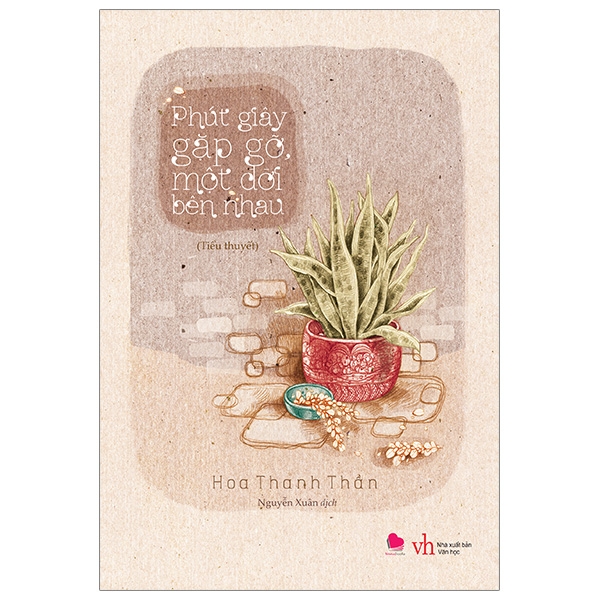 Phút giây
gặp gỡ,
một đời
bên nhau
(Tiểu thuyết)
Hoa Thanh Thần
Nguyễn Xuân dịch
vh
Nhà xuất bản
Văn học